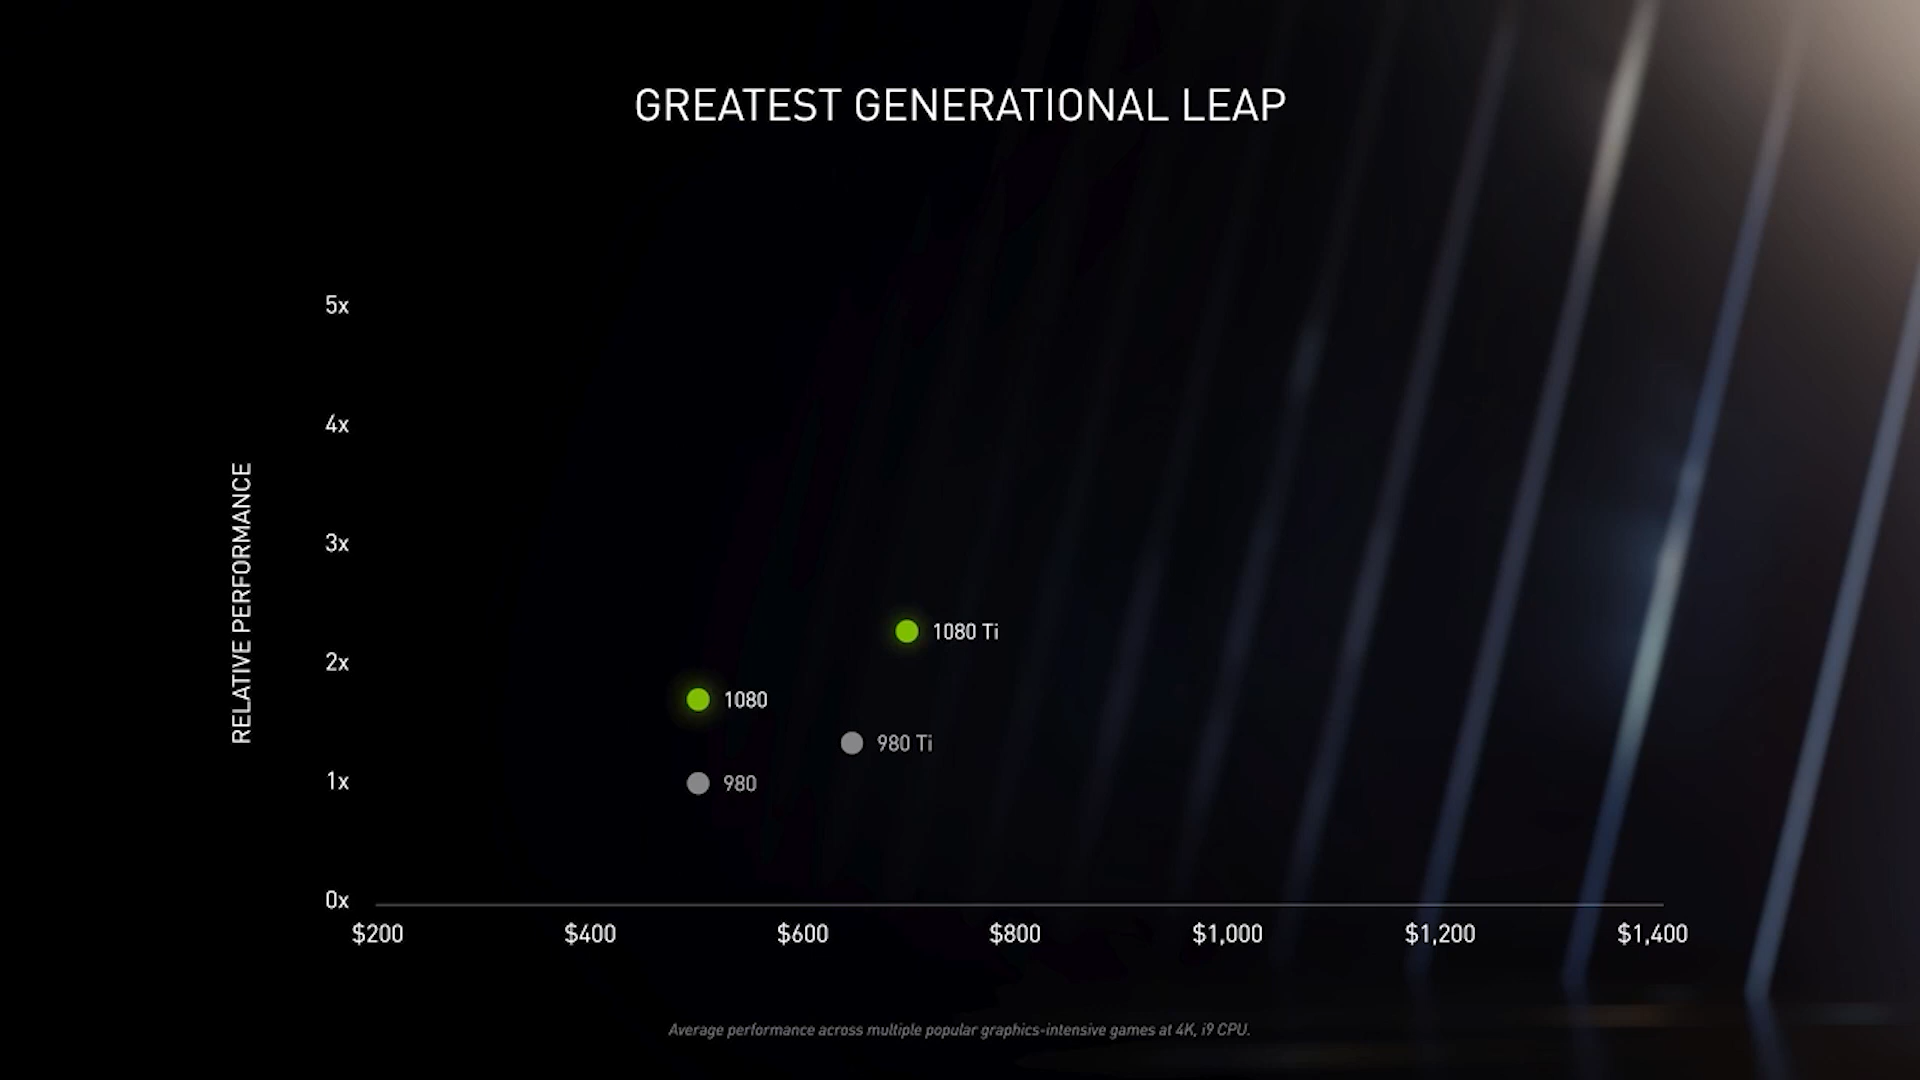 GREATEST GENERATIONAL LEAP
RELATIVE PERFORMANCE
5x
4x
3x
2x
1x
0x
1080 Ti
1080
980 Ti
980
$200 $400 $600 $800 $1,000 $1,200 $1,400
Average performance across multiple popular graphics-intensive games at 4K, i9 CPU.